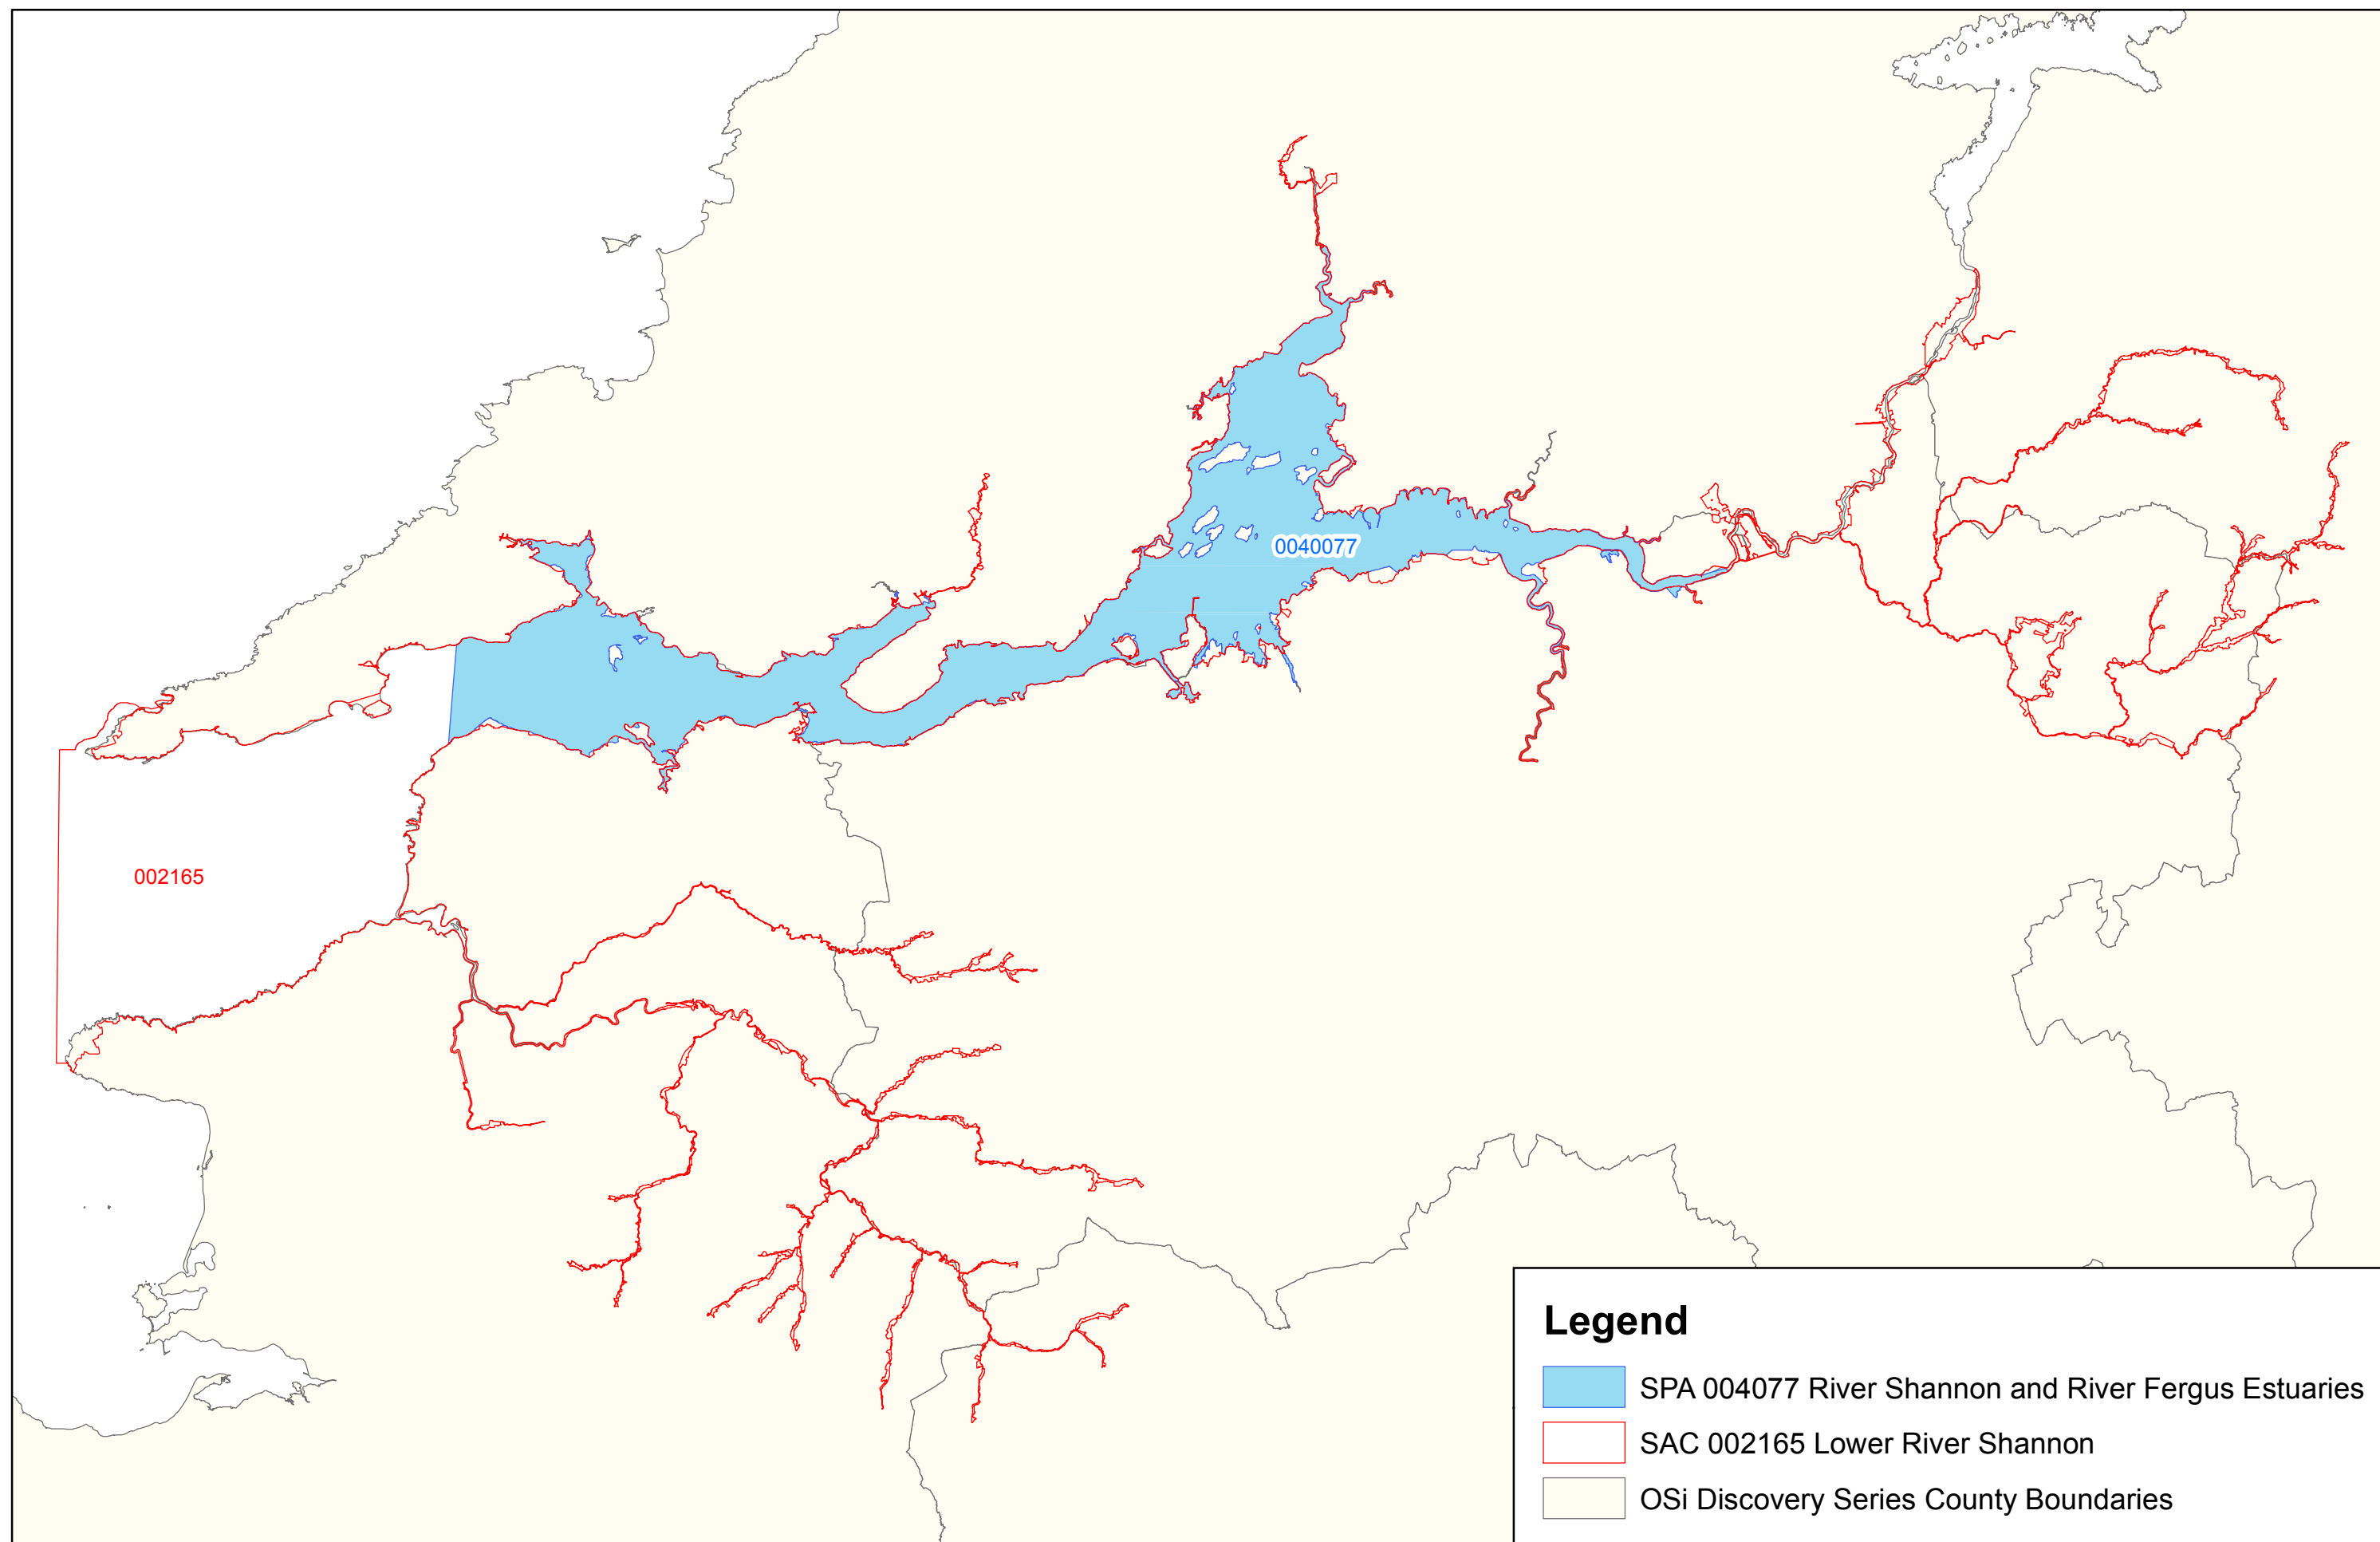 0040077
002165
Legend
SPA 004077 River Shannon and River Fergus Estuaries
SAC 002165 Lower River Shannon
OSi Discovery Series County Boundaries